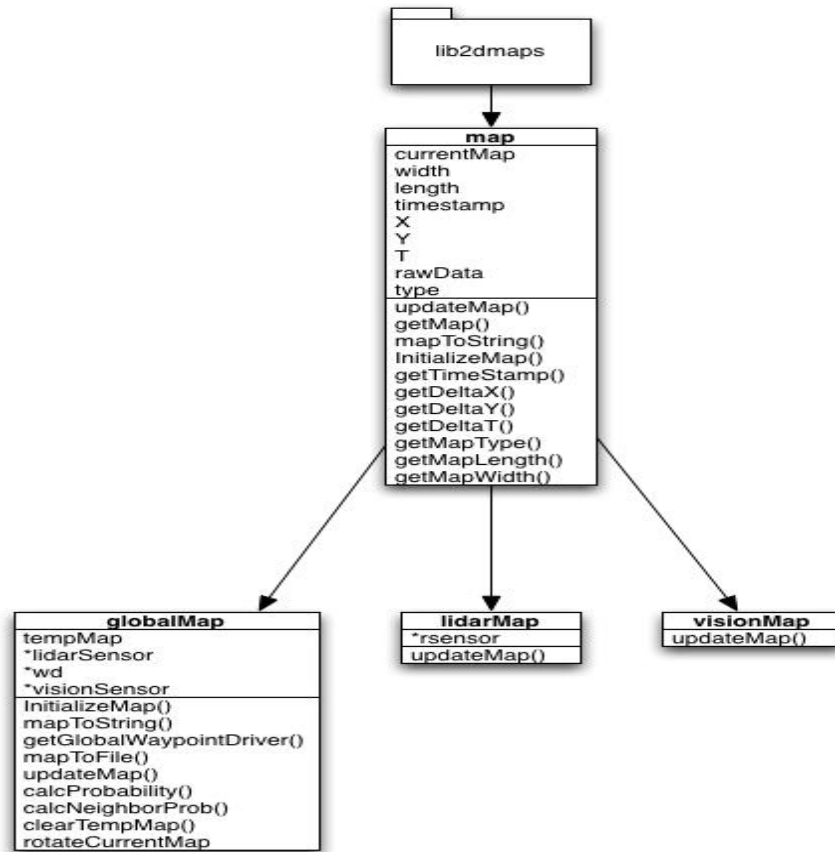 lib2dmaps
map
currentMap
width
length
timestamp
X
Y
T
rawData
type
updateMap()
getMap()
mapToString()
InitializeMap()
getTimeStamp()
getDeltaX()
getDeltaY()
getDeltaT()
getMapType()
getMapLength()
getMapWidth()
globalMap
tempMap
*lidarSensor
*wd
*visionSensor
InitializeMap()
mapToString()
getGlobalWaypointDriver()
mapToFile()
updateMap()
calcProbability()
calcNeighborProb()
clearTempMap()
rotateCurrentMap
lidarMap
*rsensor
updateMap()
visionMap
updateMap()